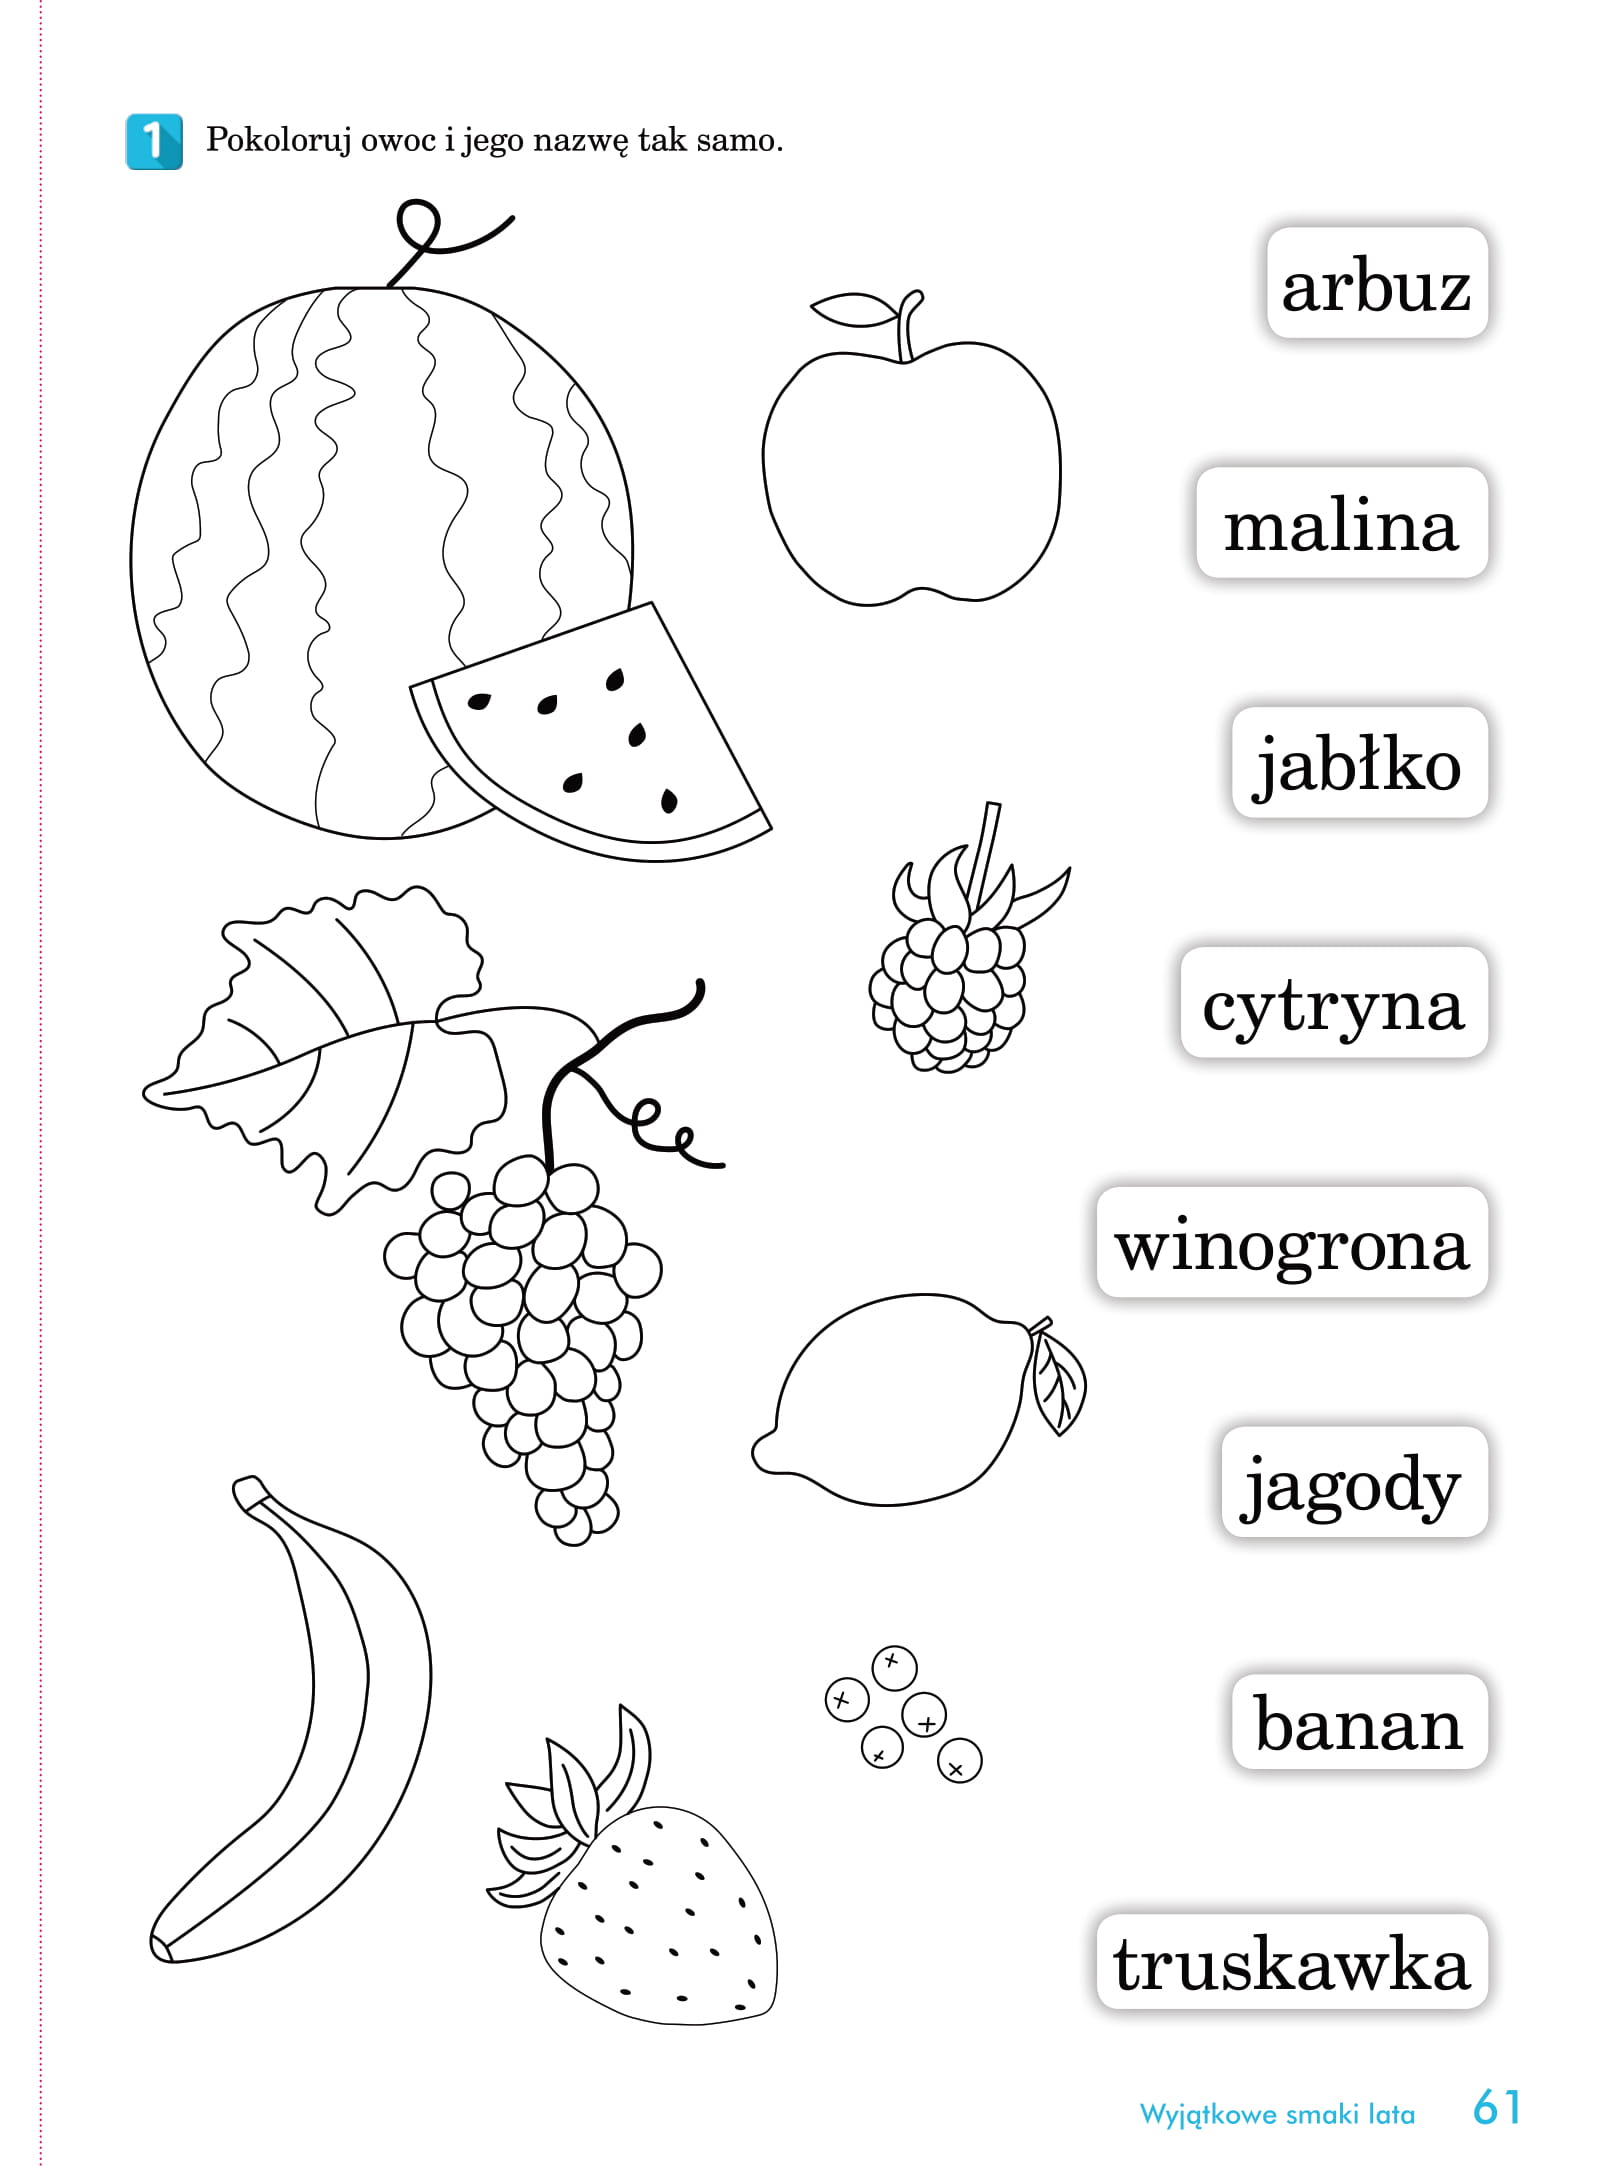 1 Pokoloruj owoc i jego nazwę tak samo.
arbuz
malina
jabłko
cytryna
winogrona
jagody
banan
truskawka
Wyjątkowe smaki lata 61